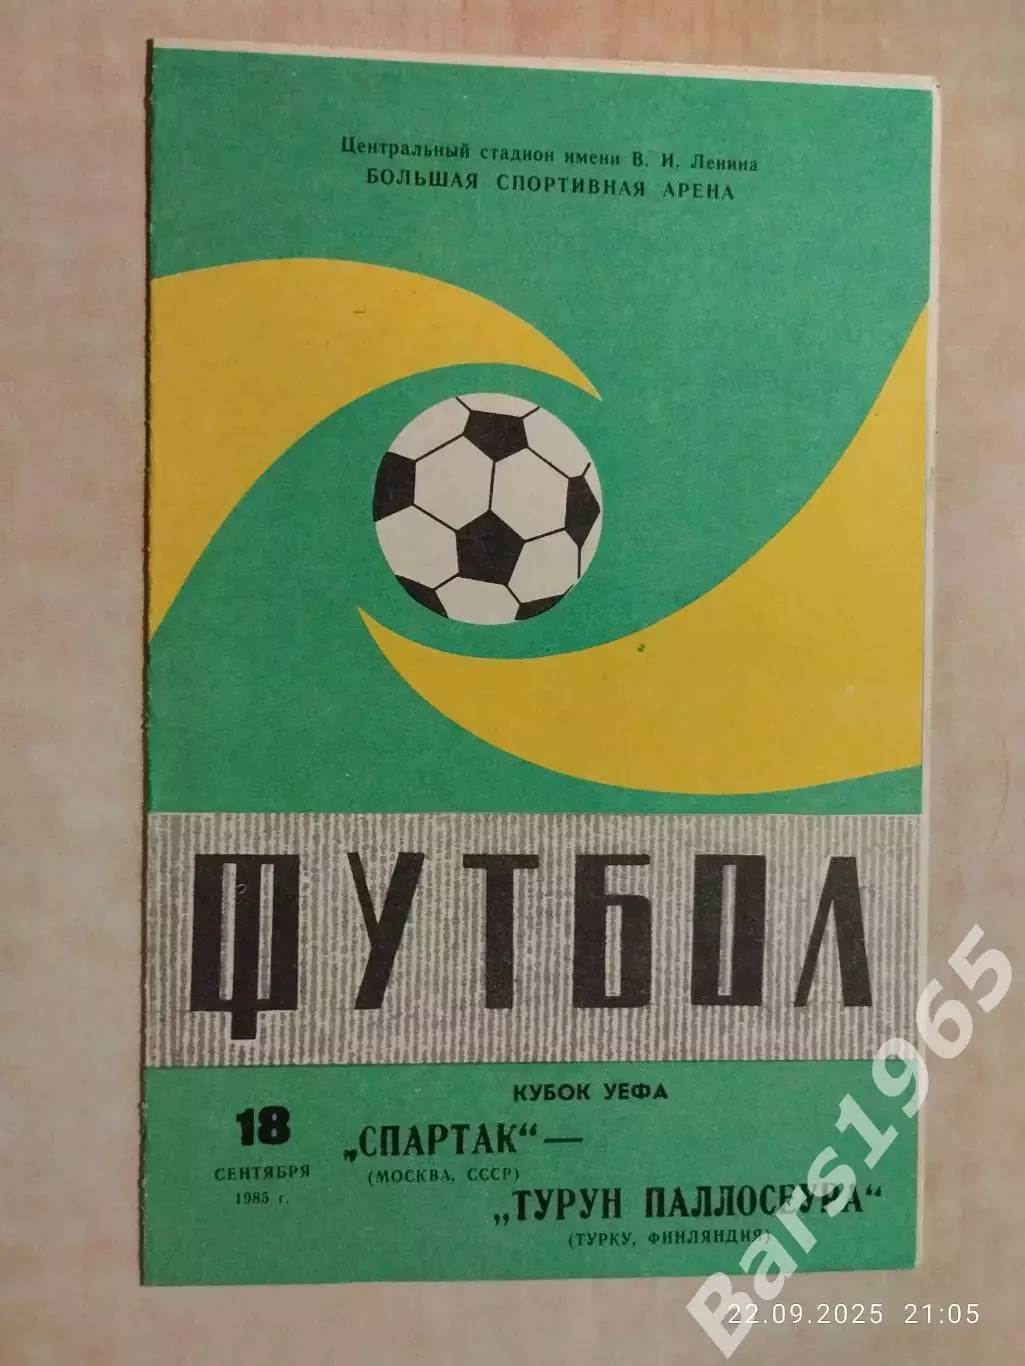 Центральный стадион имени В. И. Ленина
БОЛЬШАЯ СПОРТИВНАЯ АРЕНА
ФУТБОЛ
КУБОК УЕФА
18
СЕНТЯБРЯ
1985 г.
„СПАРТАК“ —
(МОСКВА, СССР)
„ТУРУН ПАЛЛОСЕУРА“
(ТУРКУ, ФИНЛЯНДИЯ)
Bars1965
22.09.2025 21:05